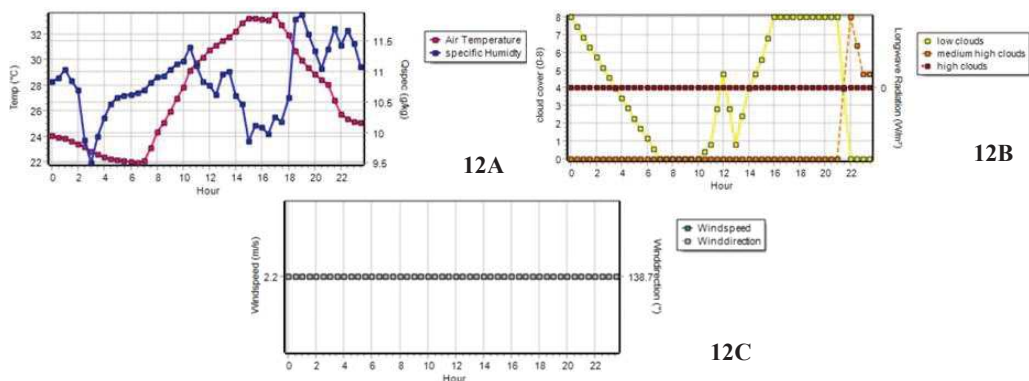 32
30
28
26
24
22
Temp (°C)
0 2 4 6 8 10 12 14 16 18 20 22
Hour
11.5
11
10.5
10
9.5
Qspec (g/kg)
Air Temperature
specific Humidty
12A
8
7
6
5
4
3
2
1
0
cloud cover (0-8)
0 2 4 6 8 10 12 14 16 18 20 22
Hour
0
Longwave Radiation (W/m²)
low clouds
medium high clouds
high clouds
12B
Windspeed (m/s)
2.2
0 2 4 6 8 10 12 14 16 18 20 22
Hour
138.7
Winddirection (°)
Windspeed
Winddirection
12C